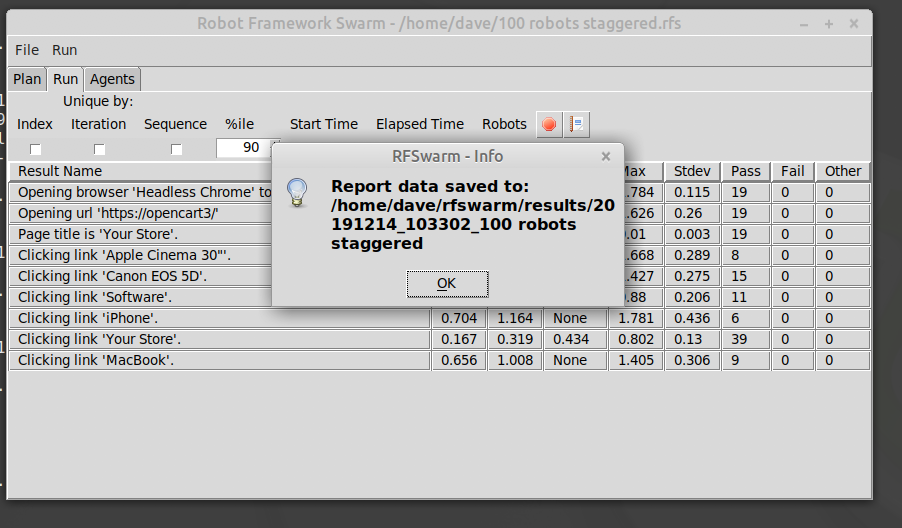 Robot Framework Swarm - /home/dave/100 robots staggered.rfs
File Run
Plan Run Agents
Unique by:
Index Iteration Sequence %ile Start Time Elapsed Time Robots
90
RFSwarm - Info
Report data saved to:
/home/dave/rfswarm/results/20
191214_103302_100 robots
staggered
OK
Result Name Stdev Pass Fail Other
Opening browser 'Headless Chrome' to .784 0.115 19 0 0
Opening url 'https://opencart3/' .626 0.26 19 0 0
Page title is 'Your Store'. .01 0.003 19 0 0
Clicking link 'Apple Cinema 30"'. .668 0.289 8 0 0
Clicking link 'Canon EOS 5D'. .427 0.275 15 0 0
Clicking link 'Software'. .88 0.206 11 0 0
Clicking link 'iPhone'. 0.704 1.164 None 1.781 0.436 6 0 0
Clicking link 'Your Store'. 0.167 0.319 0.434 0.802 0.13 39 0 0
Clicking link 'MacBook'. 0.656 1.008 None 1.405 0.306 9 0 0